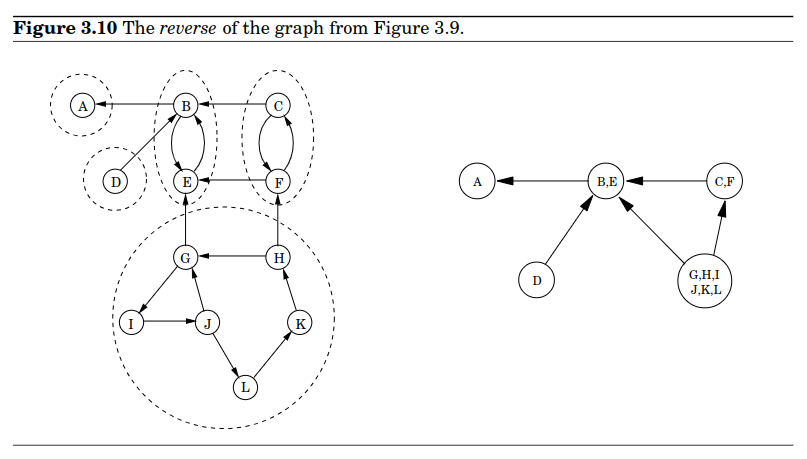 Figure 3.10 The reverse of the graph from Figure 3.9.
A
B
C
D
E
F
G
H
I
J
K
L
A
B,E
C,F
D
G,H,I
J,K,L